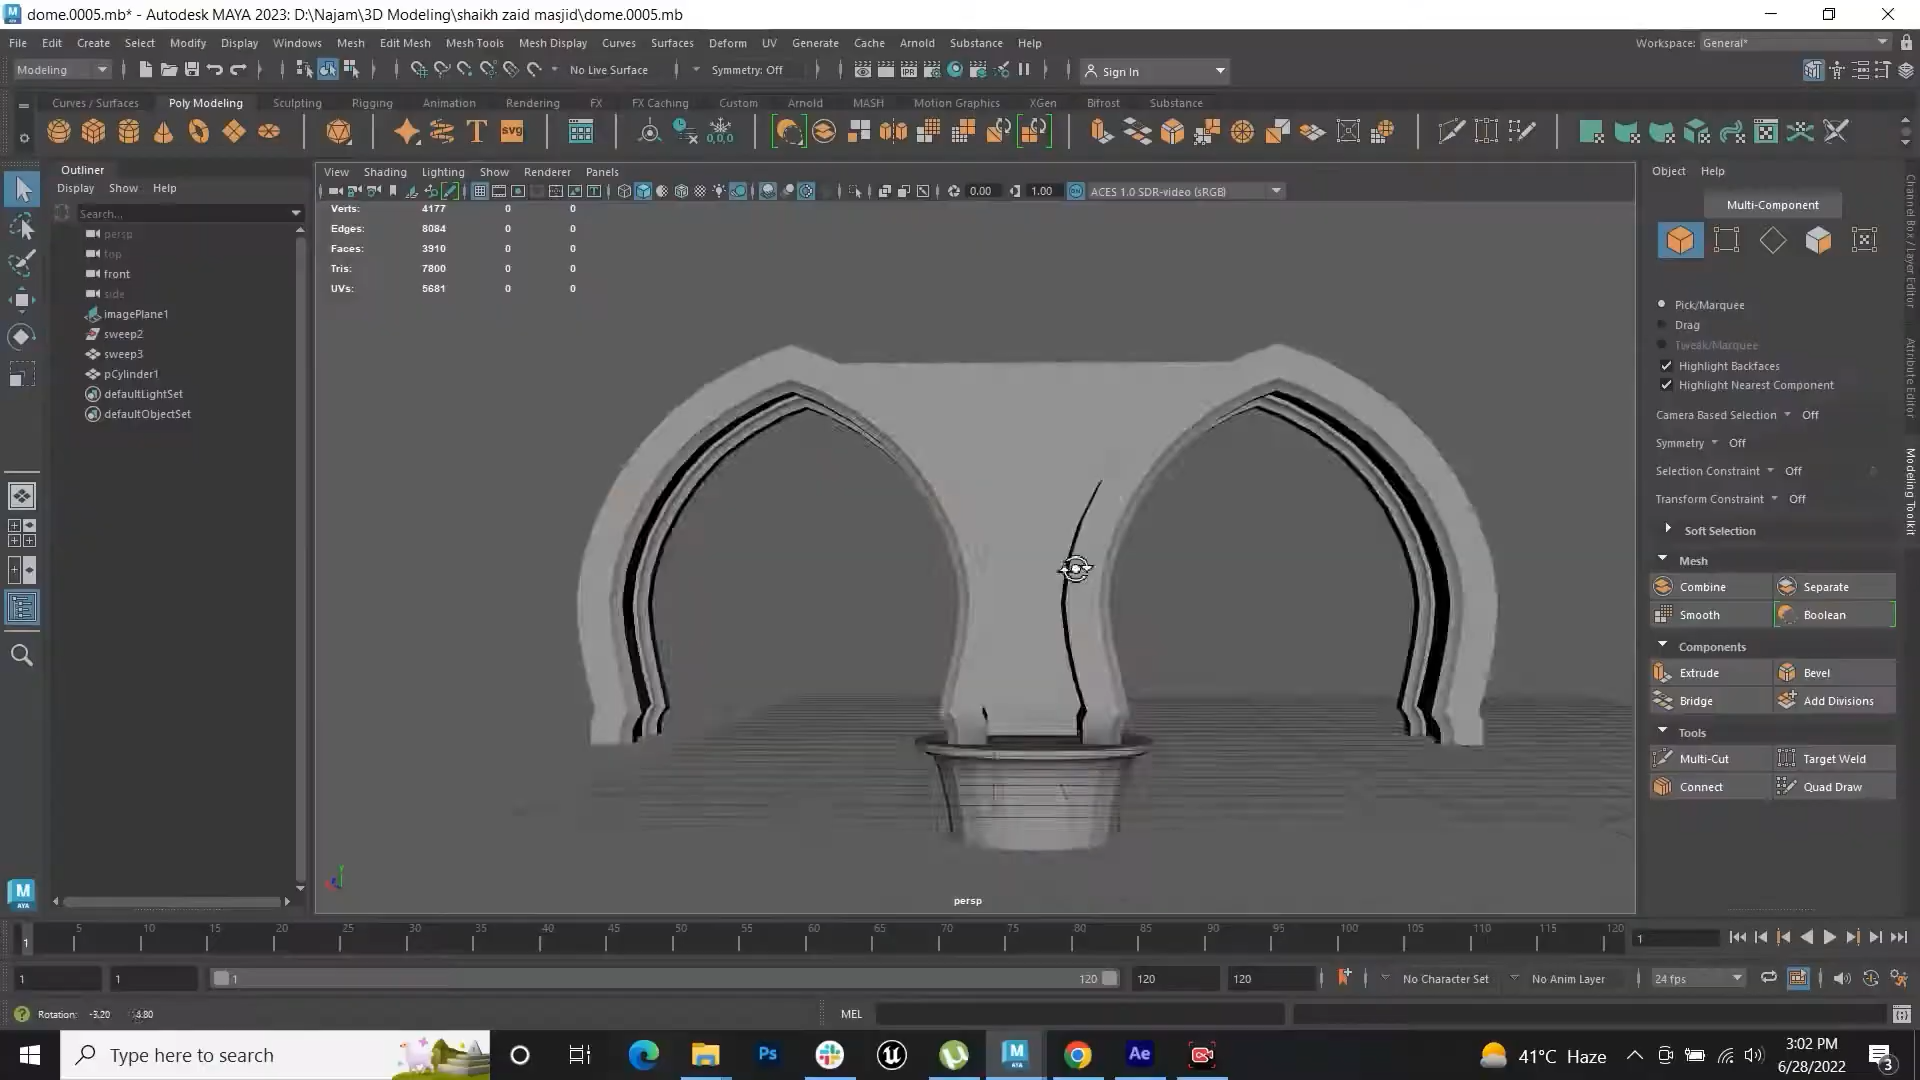 dome.0005.mb* - Autodesk MAYA 2023: D:\Najam\3D Modeling\shaikh zaid masjid\dome.0005.mb
File Edit Create Select Modify Display Windows Mesh Edit Mesh Mesh Tools Mesh Display Curves Surfaces Deform UV Generate Cache Arnold Substance Help
Workspace: General*
Modeling
No Live Surface
Symmetry: Off
Sign In
Curves / Surfaces Poly Modeling Sculpting Rigging Animation Rendering FX FX Caching Custom Arnold MASH Motion Graphics XGen Bifrost Substance
Outliner
Display Show Help
Search...
persp
top
front
side
imagePlane1
sweep2
sweep3
pCylinder1
defaultLightSet
defaultObjectSet
View Shading Lighting Show Renderer Panels
0.00 1.00 ACES 1.0 SDR-video (sRGB)
Verts: 4177 0 0
Edges: 8084 0 0
Faces: 3910 0 0
Tris: 7800 0 0
UVs: 5681 0 0
persp
Object Help
Multi-Component
Pick/Marquee
Drag
Tweak/Marquee
Highlight Backfaces
Highlight Nearest Component
Camera Based Selection Off
Symmetry Off
Selection Constraint Off
Transform Constraint Off
Soft Selection
Mesh
Combine Separate
Smooth Boolean
Components
Extrude Bevel
Bridge Add Divisions
Tools
Multi-Cut Target Weld
Connect Quad Draw
Channel Box / Layer Editor
Attribute Editor
Modeling Toolkit
1 5 10 15 20 25 30 35 40 45 50 55 60 65 70 75 80 85 90 95 100 105 110 115 120 1
1 1 1 120 120 120 No Character Set No Anim Layer 24 fps
Rotation: -3.20
MEL
Type here to search
41°C Haze
3:02 PM
6/28/2022
3